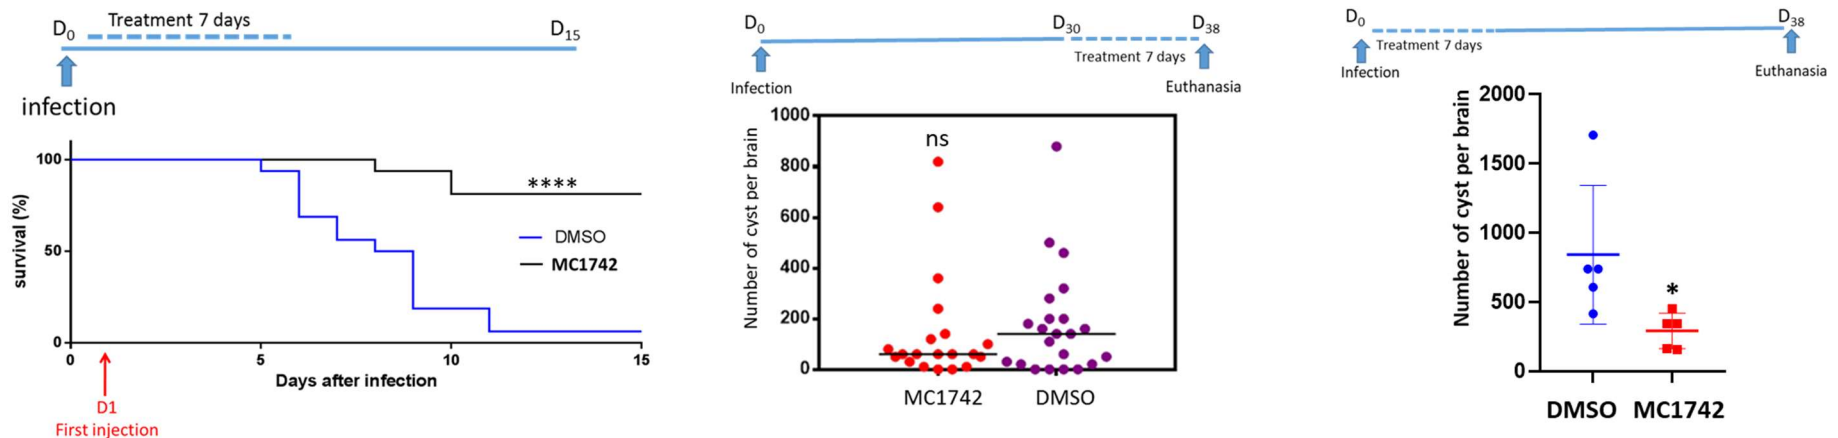 Treatment 7 days
D0
D15
infection
survival (%)
100
50
0
****
DMSO
MC1742
0
5
10
15
Days after infection
D1
First injection
D0
D30
D38
Treatment 7 days
Infection
Euthanasia
Number of cyst per brain
1000
800
600
400
200
0
ns
MC1742
DMSO
D0
D38
Treatment 7 days
Infection
Euthanasia
Number of cyst per brain
2000
1500
1000
500
0
*
DMSO
MC1742